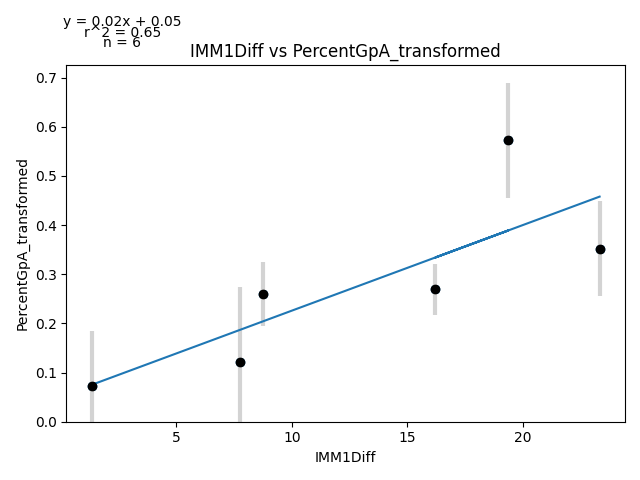 y = 0.02x + 0.05
r^2 = 0.65
n = 6
IMM1Diff vs PercentGpA_transformed
0.7
0.6
0.5
0.4
0.3
0.2
0.1
0.0
PercentGpA_transformed
5
10
15
20
IMM1Diff